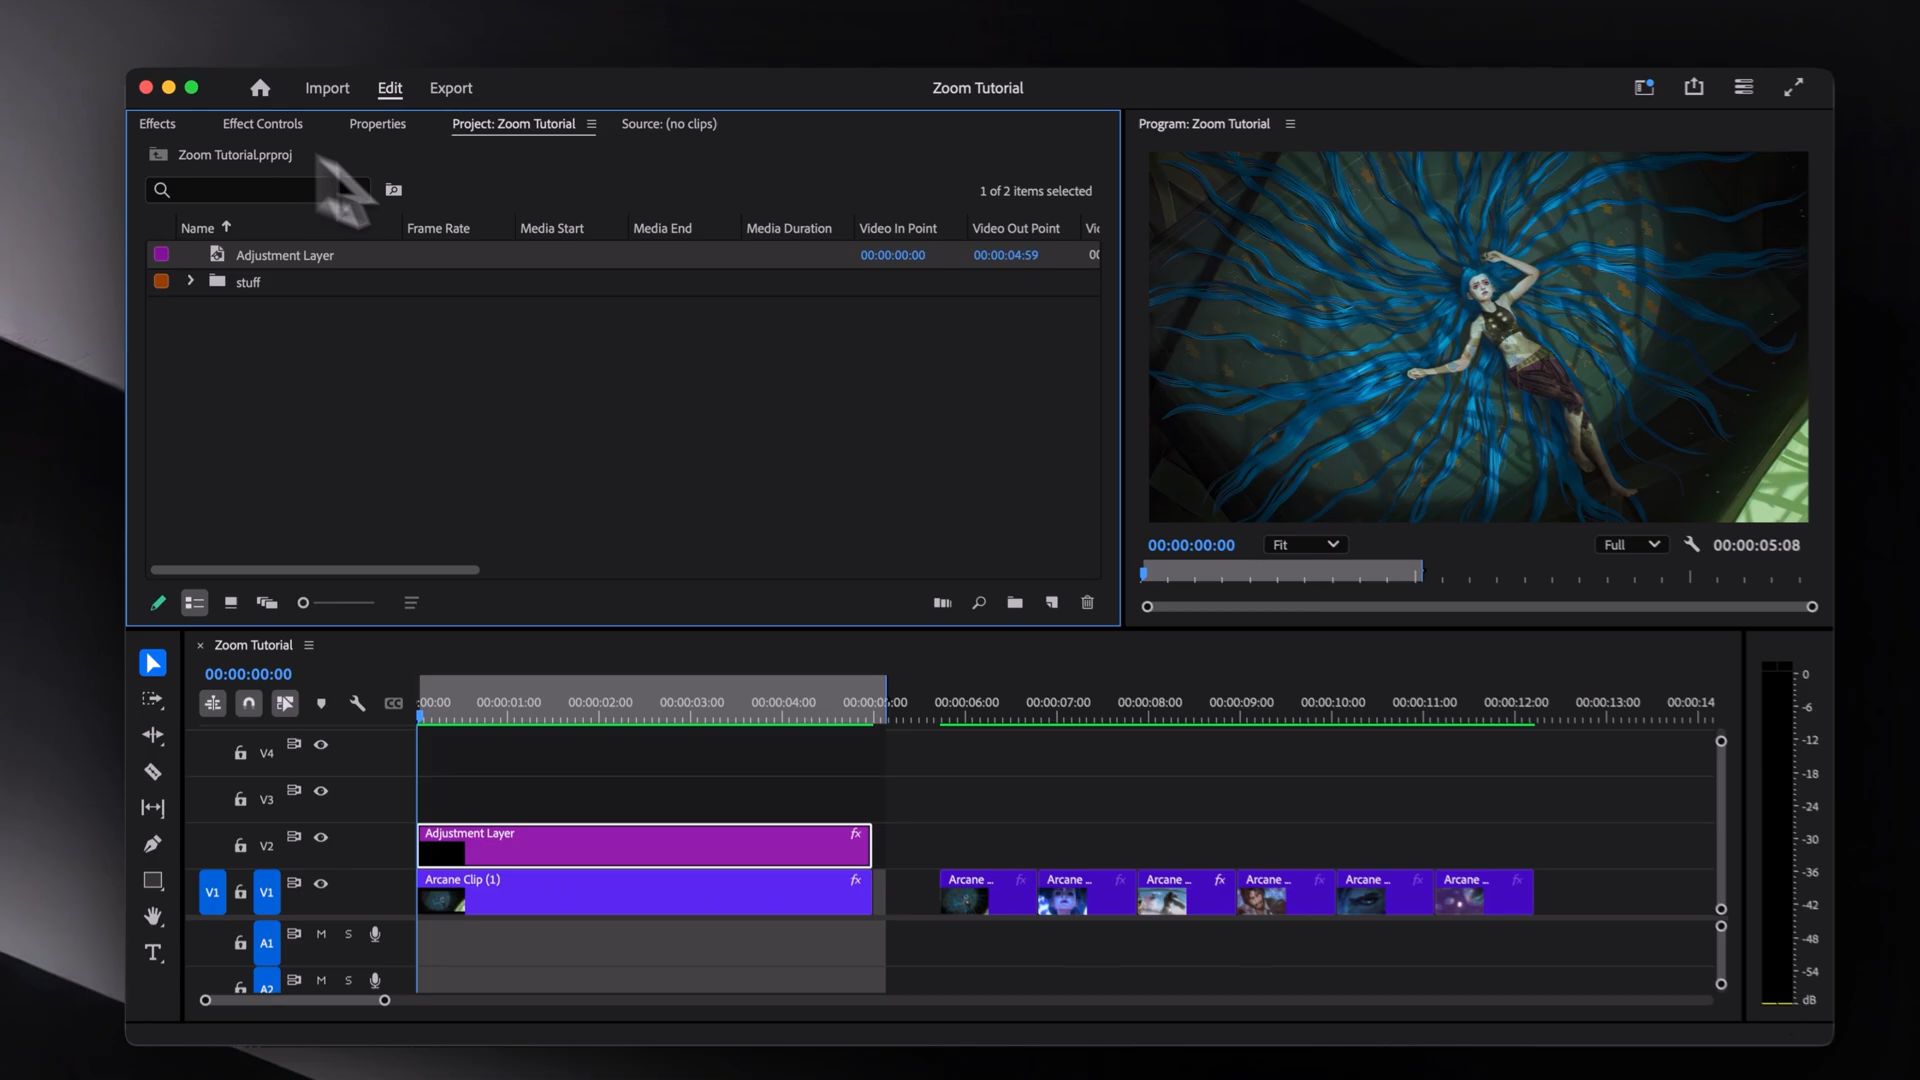 Import Edit Export Zoom Tutorial
Effects Effect Controls Properties Project: Zoom Tutorial Source: (no clips)
Zoom Tutorial.prproj
1 of 2 items selected
Name Frame Rate Media Start Media End Media Duration Video In Point Video Out Point
Adjustment Layer 00:00:00:00 00:00:04:59
stuff
Program: Zoom Tutorial
00:00:00:00 Fit Full 00:00:05:08
Zoom Tutorial
00:00:00:00
CC :00:00 00:00:01:00 00:00:02:00 00:00:03:00 00:00:04:00 00:00:05:00 00:00:06:00 00:00:07:00 00:00:08:00 00:00:09:00 00:00:10:00 00:00:11:00 00:00:12:00 00:00:13:00 00:00:14
V4
V3
V2 Adjustment Layer fx
V1 V1 Arcane Clip (1) fx Arcane ... fx Arcane ... fx Arcane ... fx Arcane ... fx Arcane ... fx Arcane ... fx
A1 M S
A2 M S
T
0
-6
-12
-18
-24
-30
-36
-42
-48
-54
dB